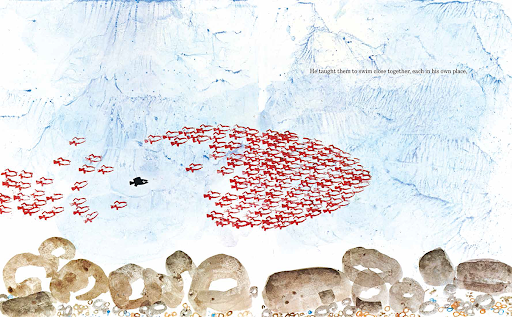 He taught them to swim close together, each in his own place,